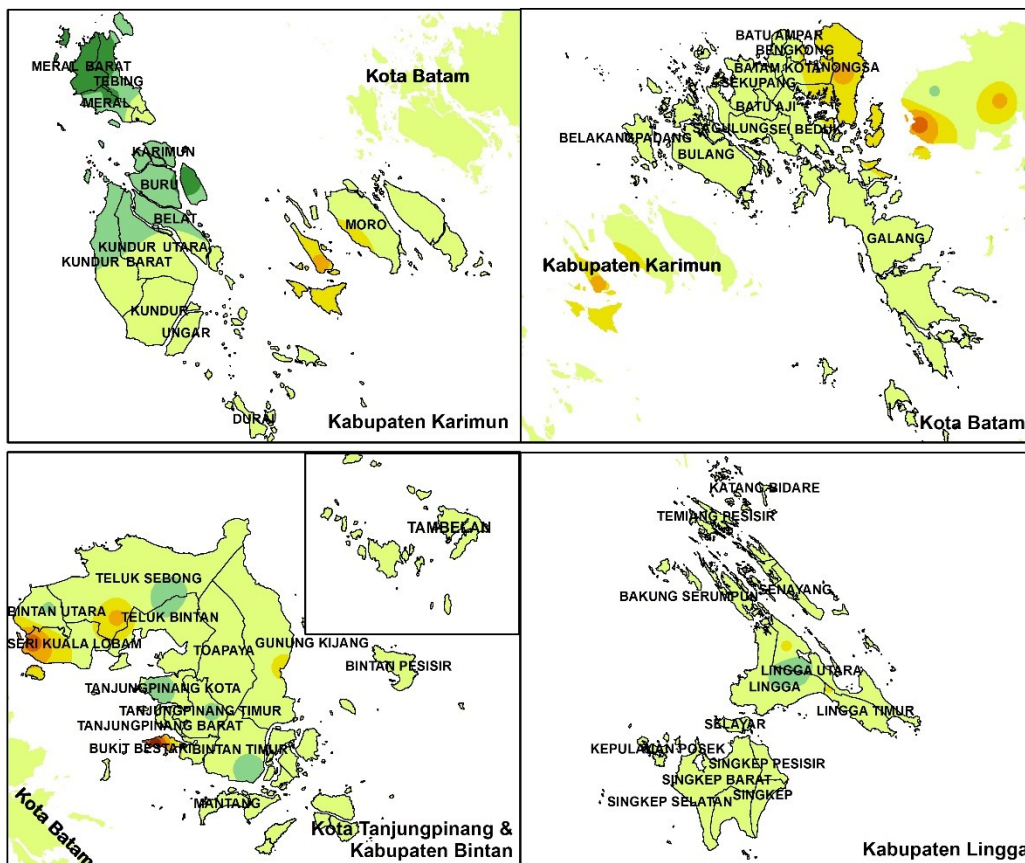 MERAL BARAT
TEBING
MERAL
KARIMUN
BURU
BELAT
KUNDUR UTARA
KUNDUR BARAT
KUNDUR
UNGAR
MORO
DURAI
Kota Batam
Kabupaten Karimun
BATU AMPAR
BENGKONG
BATAM KOTA
NONGSA
SEKUPANG
BATU AJI
SAGULUNG
SEI BEDUK
BELAKANGPADANG
BULANG
GALANG
Kabupaten Karimun
Kota Batam
TELUK SEBONG
BINTAN UTARA
TELUK BINTAN
SERI KUALA LOBAM
TOAPAYA
GUNUNG KIJANG
BINTAN PESISIR
TANJUNGPINANG KOTA
TANJUNGPINANG TIMUR
TANJUNGPINANG BARAT
BUKIT BESTARI
BINTAN TIMUR
MANTANG
TAMBELAN
Kota Batam
Kota Tanjungpinang &
Kabupaten Bintan
KATANG BIDARE
TEMIANG PESISIR
BAKUNG SERUMPUN
SENAYANG
LINGGA UTARA
LINGGA
LINGGA TIMUR
SELAYAR
KEPULAUAN POSEK
SINGKEP PESISIR
SINGKEP BARAT
SINGKEP
SINGKEP SELATAN
Kabupaten Lingga